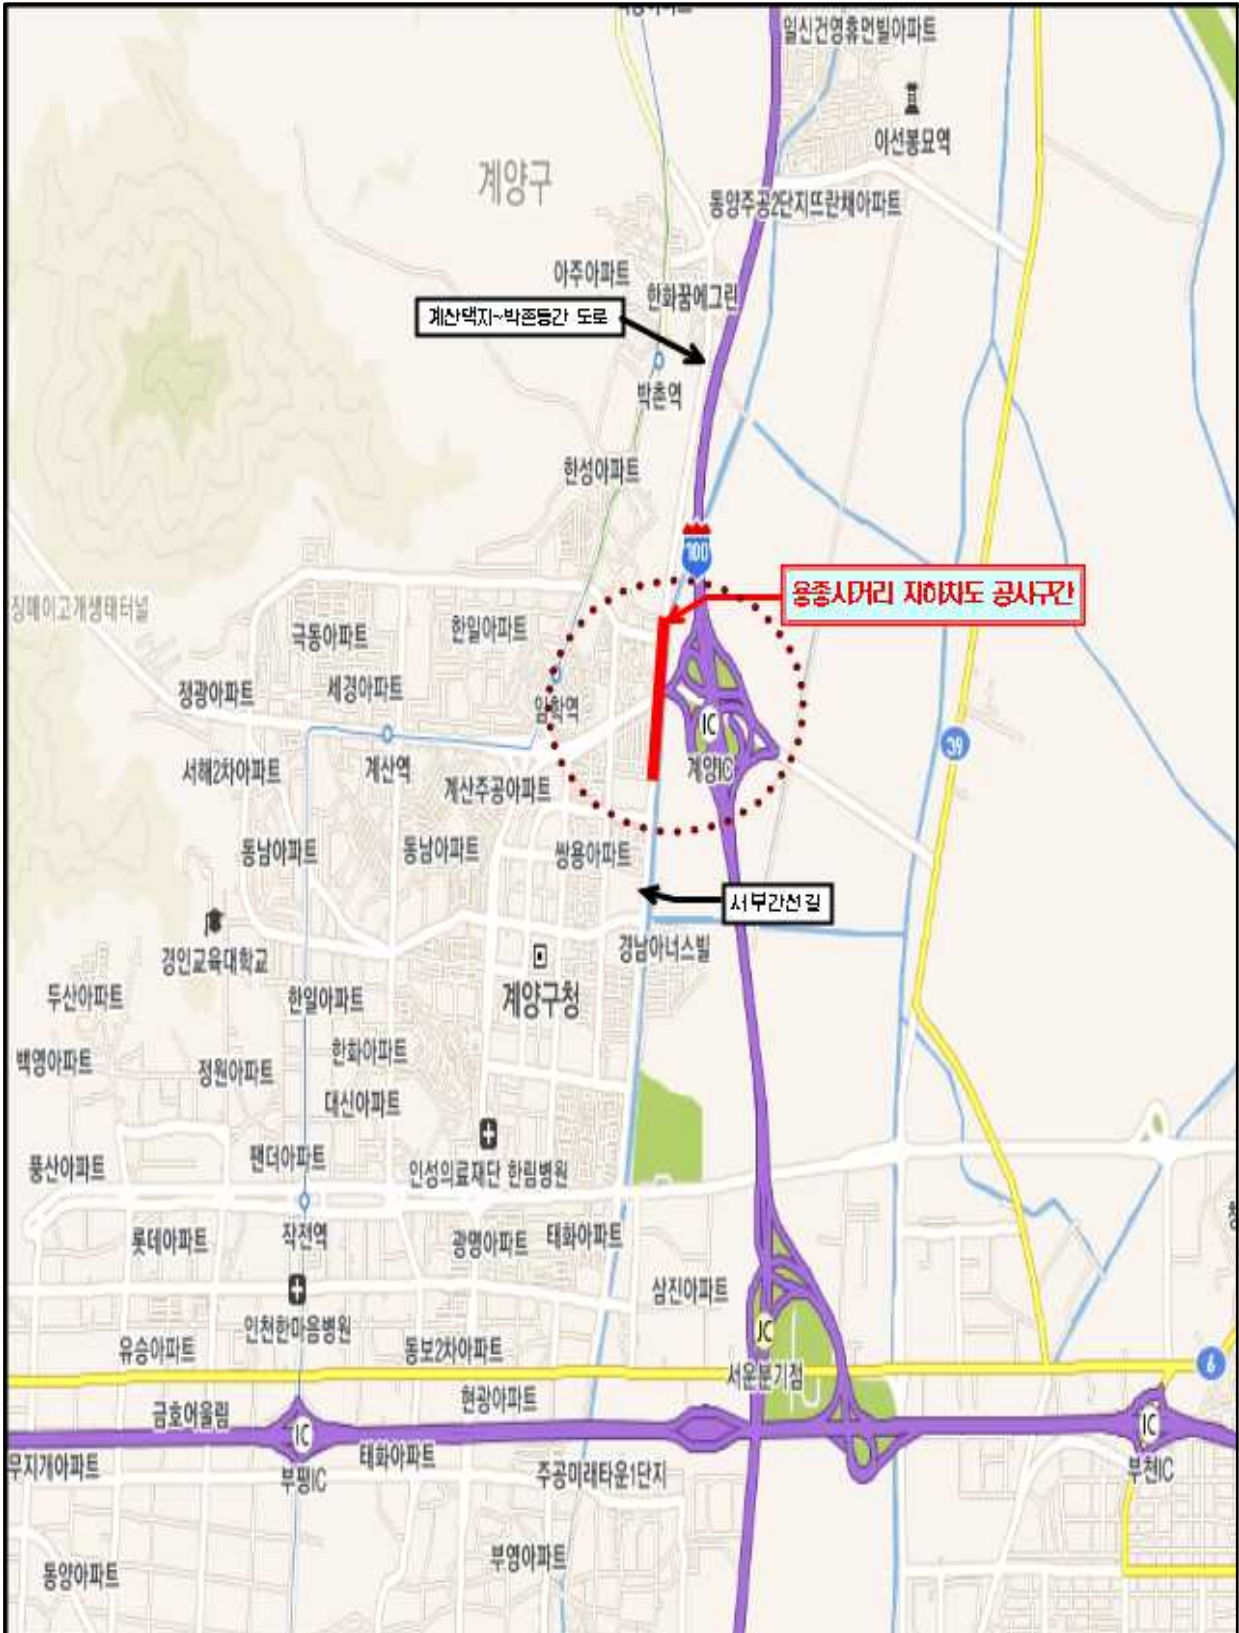 일신건영휴먼빌아파트
이선봉묘역
계양구
동양주공2단지뜨란채아파트
아주아파트
한화꿈에그린
계산택지~박촌동간 도로
박촌역
한성아파트
100
용종사거리 지하차도 공사구간
징매이고개생태터널
극동아파트
한일아파트
정광아파트
세경아파트
임학역
IC
39
서해2차아파트
계산역
계산주공아파트
계양IC
동남아파트
동남아파트
쌍용아파트
서부간선길
경인교육대학교
경남아너스빌
두산아파트
한일아파트
계양구청
백영아파트
정원아파트
한화아파트
대신아파트
풍산아파트
팬더아파트
인성의료재단 한림병원
롯데아파트
작전역
광명아파트
태화아파트
삼진아파트
인천한마음병원
JC
유승아파트
동보2차아파트
서운분기점
6
금호어울림
현광아파트
IC
IC
무지개아파트
부평IC
태화아파트
주공미래타운1단지
부천IC
동양아파트
부영아파트